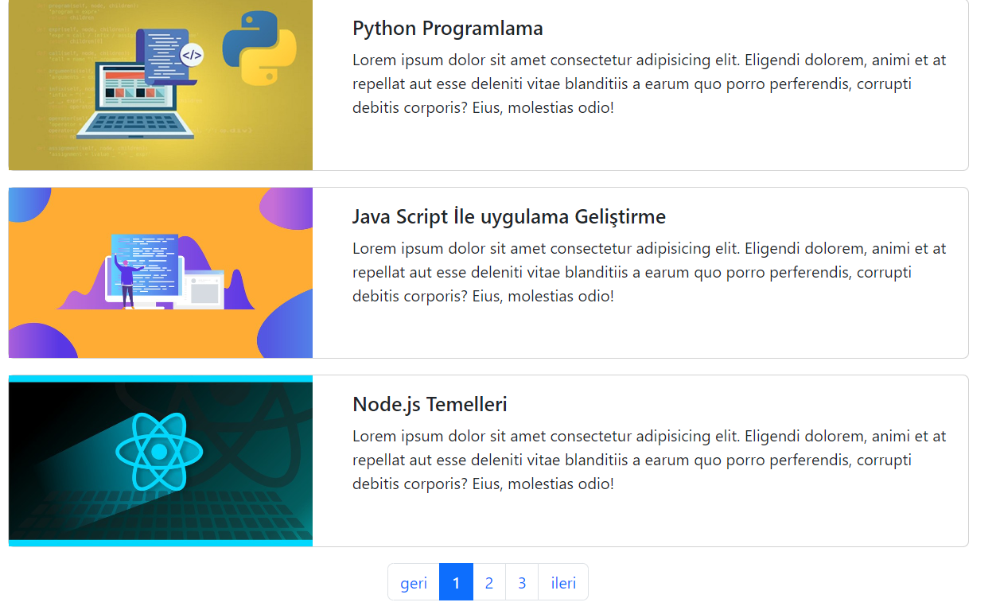 Python Programlama
Lorem ipsum dolor sit amet consectetur adipisicing elit. Eligendi dolorem, animi et at
repellat aut esse deleniti vitae blanditiis a earum quo porro perferendis, corrupti
debitis corporis? Eius, molestias odio!
</>
Java Script İle uygulama Geliştirme
Lorem ipsum dolor sit amet consectetur adipisicing elit. Eligendi dolorem, animi et at
repellat aut esse deleniti vitae blanditiis a earum quo porro perferendis, corrupti
debitis corporis? Eius, molestias odio!
Node.js Temelleri
Lorem ipsum dolor sit amet consectetur adipisicing elit. Eligendi dolorem, animi et at
repellat aut esse deleniti vitae blanditiis a earum quo porro perferendis, corrupti
debitis corporis? Eius, molestias odio!
geri 1 2 3 ileri